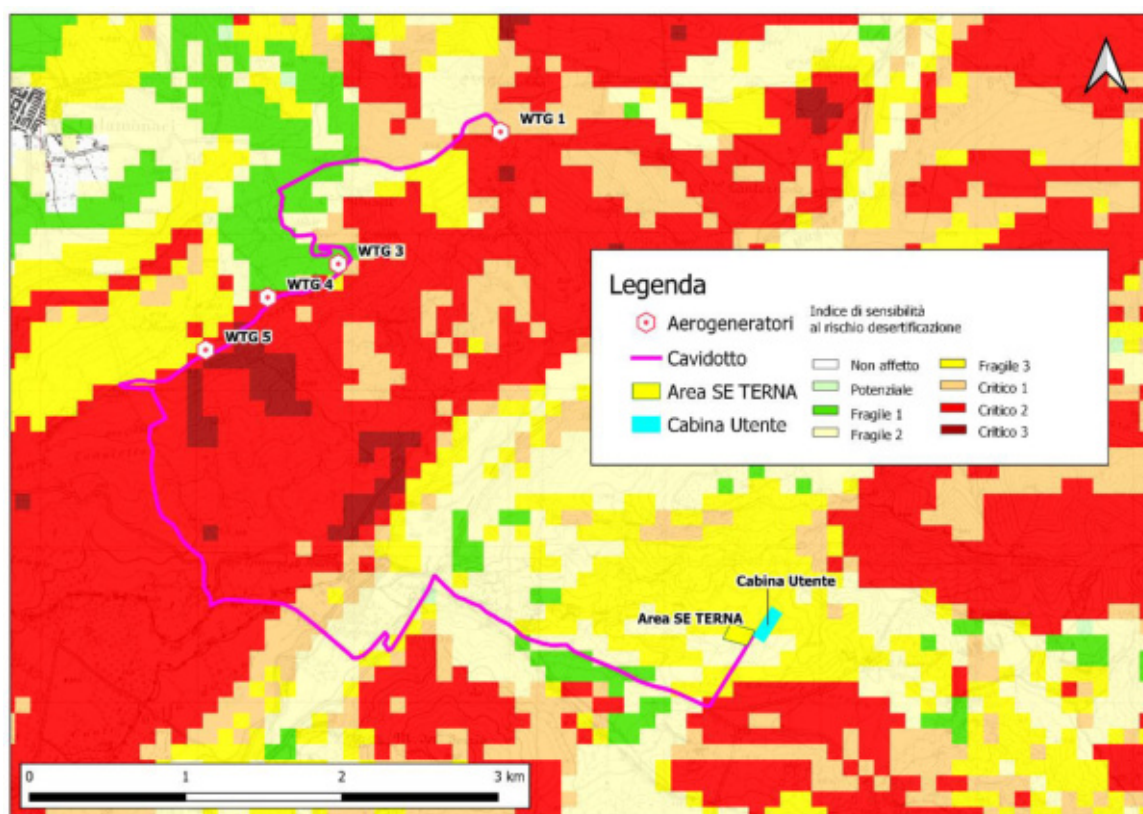 WTG 1
WTG 3
WTG 4
WTG 5
Legenda
Aerogeneratori
Cavidotto
Area SE TERNA
Cabina Utente
Indice di sensibilità
al rischio desertificazione
Non affetto
Potenziale
Fragile 1
Fragile 2
Fragile 3
Critico 1
Critico 2
Critico 3
Cabina Utente
Area SE TERNA
0 1 2 3 km